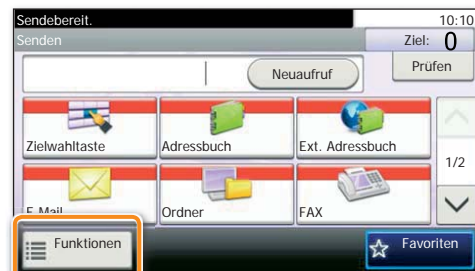 Sendebereit. 10:10
Senden Ziel: 0
Neuaufruf Prüfen
Zielwahltaste Adressbuch Ext. Adressbuch
1/2
E-Mail Ordner FAX
Funktionen Favoriten